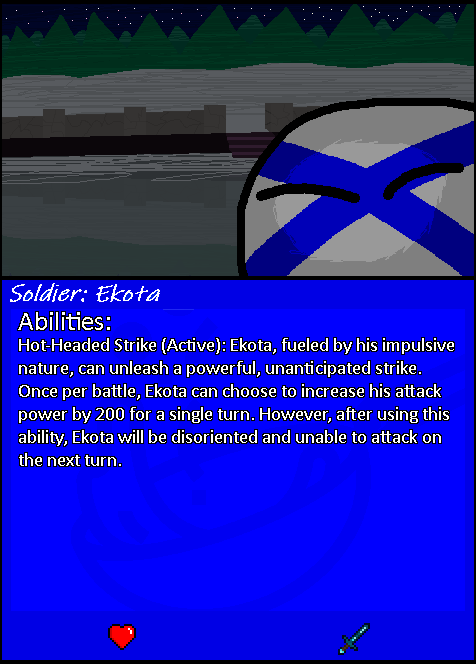 Soldier: Ekota
Abilities:
Hot-Headed Strike (Active): Ekota, fueled by his impulsive
nature, can unleash a powerful, unanticipated strike.
Once per battle, Ekota can choose to increase his attack
power by 200 for a single turn. However, after using this
ability, Ekota will be disoriented and unable to attack on
the next turn.